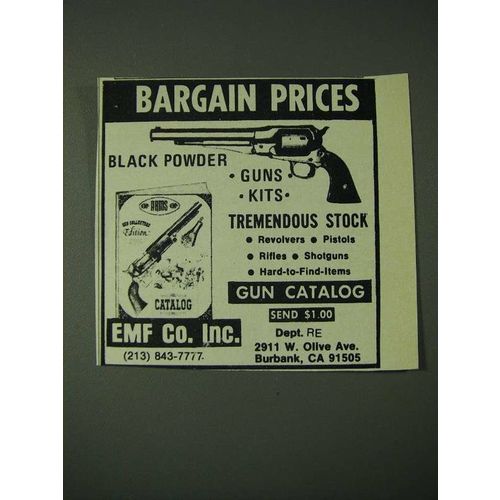 BARGAIN PRICES
BLACK POWDER
• GUNS •
• KITS •
TREMENDOUS STOCK
• Revolvers • Pistols
• Rifles • Shotguns
• Hard-to-Find-Items
GUN CATALOG
SEND $1.00
Edition
CATALOG
EMF Co. Inc.
(213) 843-7777
Dept. RE
2911 W. Olive Ave.
Burbank, CA 91505